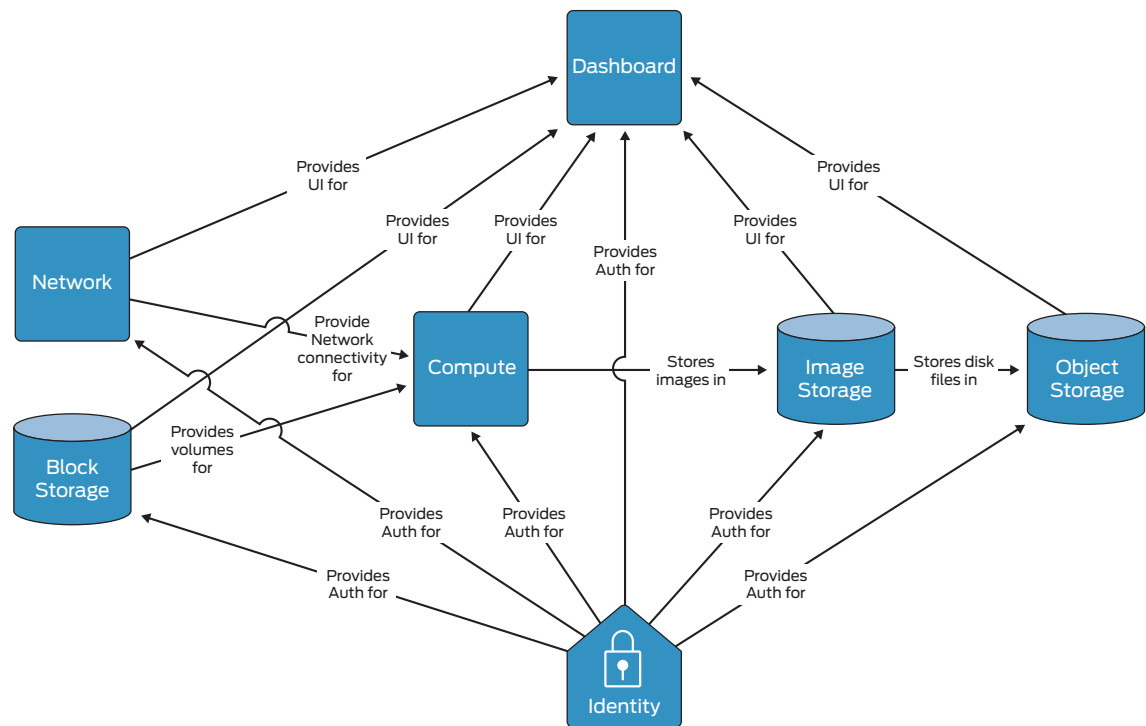 Dashboard
Provides
UI for
Provides
UI for
Provides
UI for
Provides
UI for
Provides
UI for
Provides
Auth for
Network
Provide
Network
connectivity
for
Compute
Stores
images in
Image
Storage
Stores disk
files in
Object
Storage
Provides
volumes
for
Block
Storage
Provides
Auth for
Provides
Auth for
Provides
Auth for
Provides
Auth for
Provides
Auth for
Identity